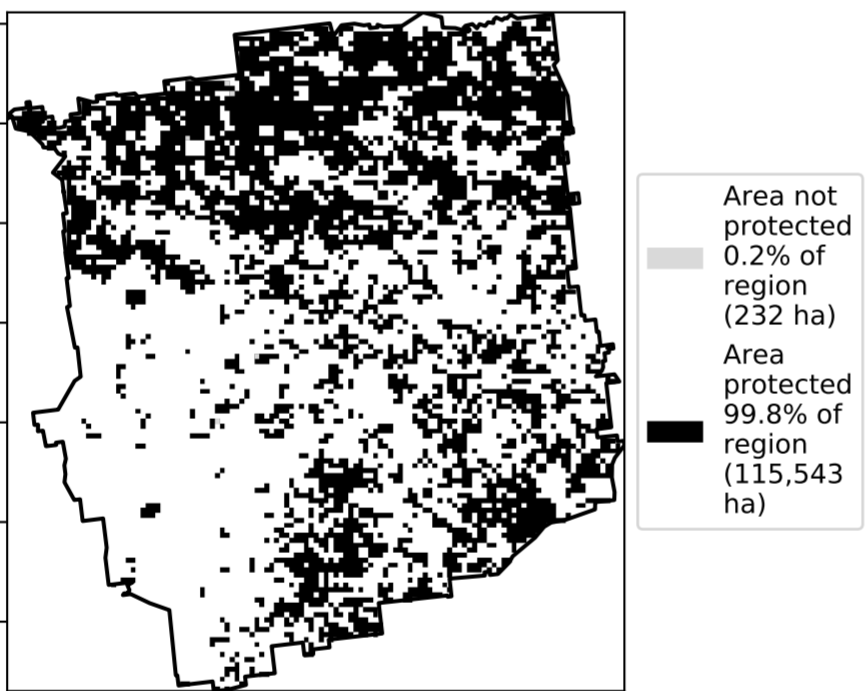 Area not
protected
0.2% of
region
(232 ha)
Area
protected
99.8% of
region
(115,543
ha)